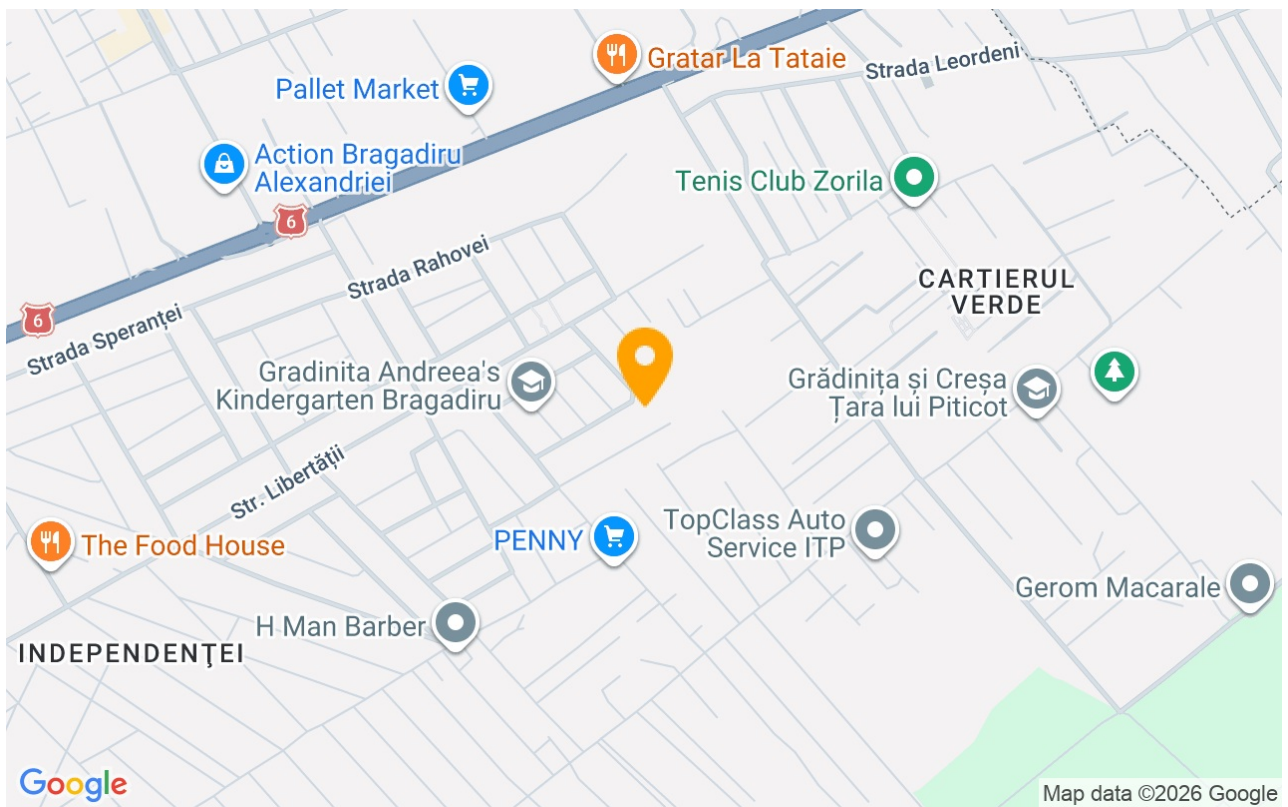 Gratar La Tataie
Strada Leordeni
Pallet Market
Action Bragadiru
Alexandriei
Tenis Club Zorila
6
Strada Rahovei
CARTIERUL
VERDE
6
Strada Speranței
Gradinita Andreea's
Kindergarten Bragadiru
Grădinița și Creșa
Țara lui Piticot
Str. Libertății
The Food House
PENNY
TopClass Auto
Service ITP
Gerom Macarale
H Man Barber
INDEPENDENŢEI
Google
Map data ©2026 Google